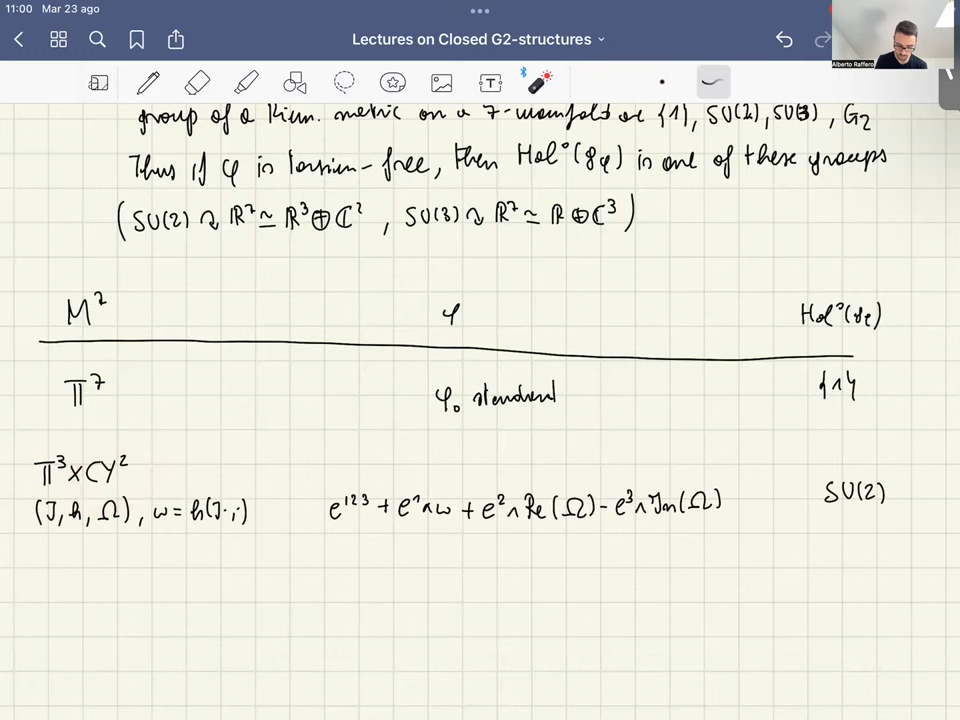 11:00 Mar 23 ago
Lectures on Closed G2-structures
Alberto Raffero
group of a Riem. metric on a 7-manifold are {1}, SU(2), SU(3), G₂
Thus if φ is torsion-free, then Hol°(g_φ) is one of these groups
(SU(2) ↷ ℝ⁷ ≃ ℝ³⊕ℂ², SU(3) ↷ ℝ⁷ ≃ ℝ⊕ℂ³)
M⁷ φ Hol°(g_φ)
𝕋⁷ φ₀ standard {1}
𝕋³×CY²
(J, h, Ω), ω = h(J·,·) e¹²³ + e¹∧ω + e²∧Re(Ω) - e³∧Im(Ω) SU(2)